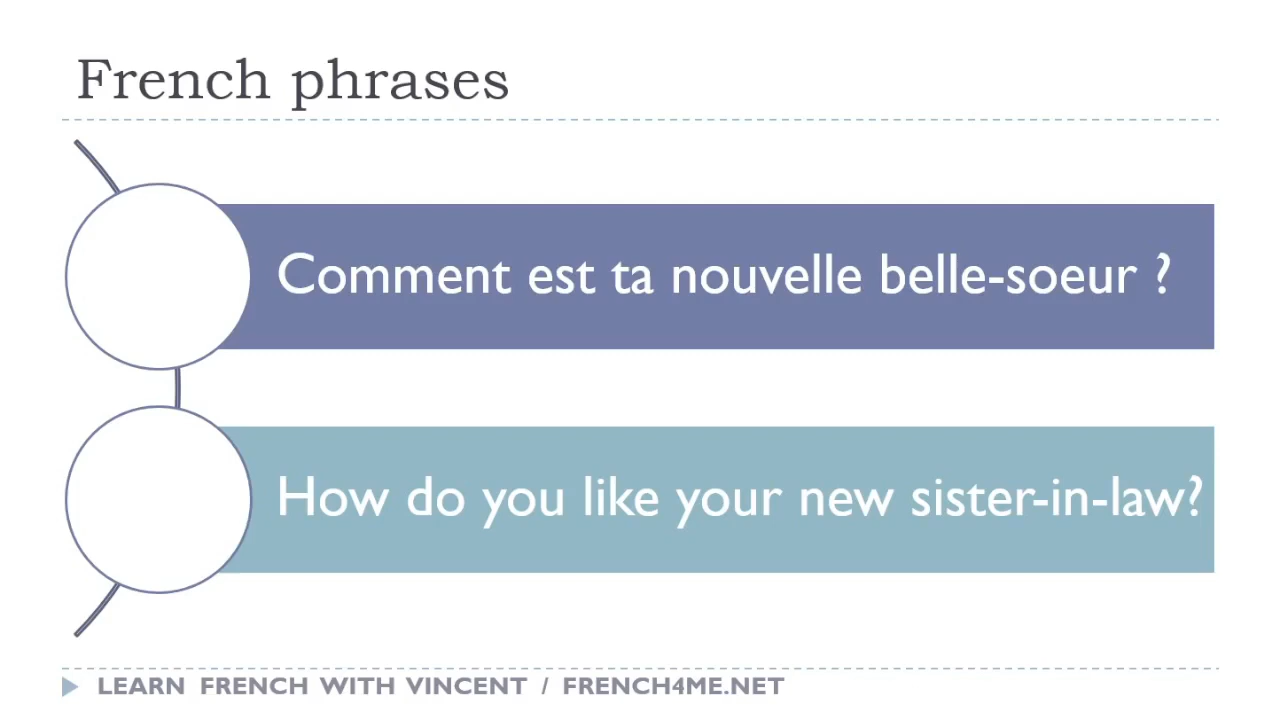 French phrases
Comment est ta nouvelle belle-soeur ?
How do you like your new sister-in-law?
LEARN FRENCH WITH VINCENT / FRENCH4ME.NET